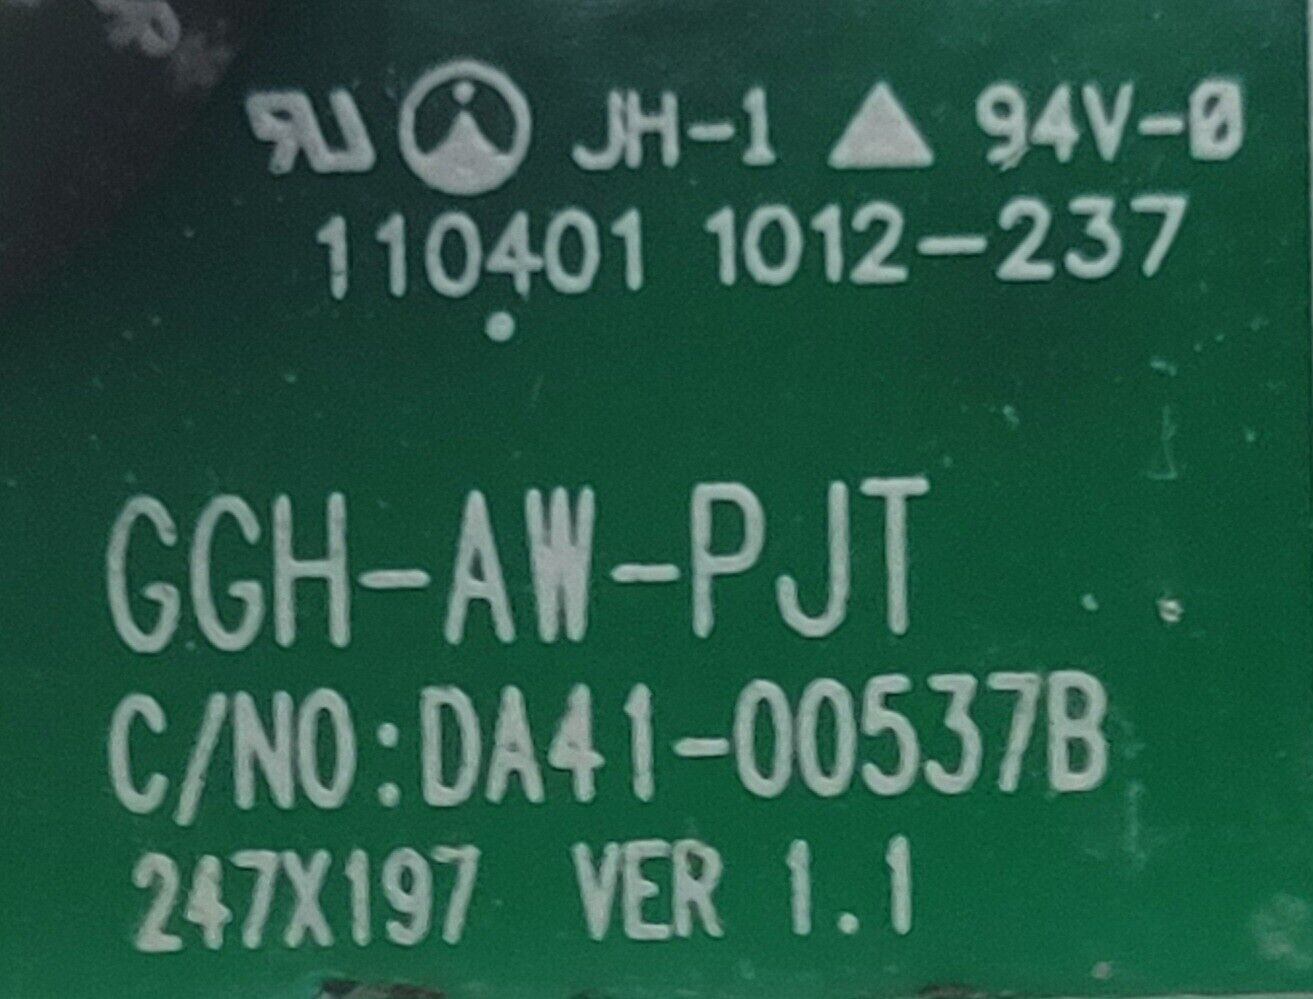 JH-1 94V-0
110401 1012-237
GGH-AW-PJT
C/NO:DA41-00537B
247X197 VER 1.1